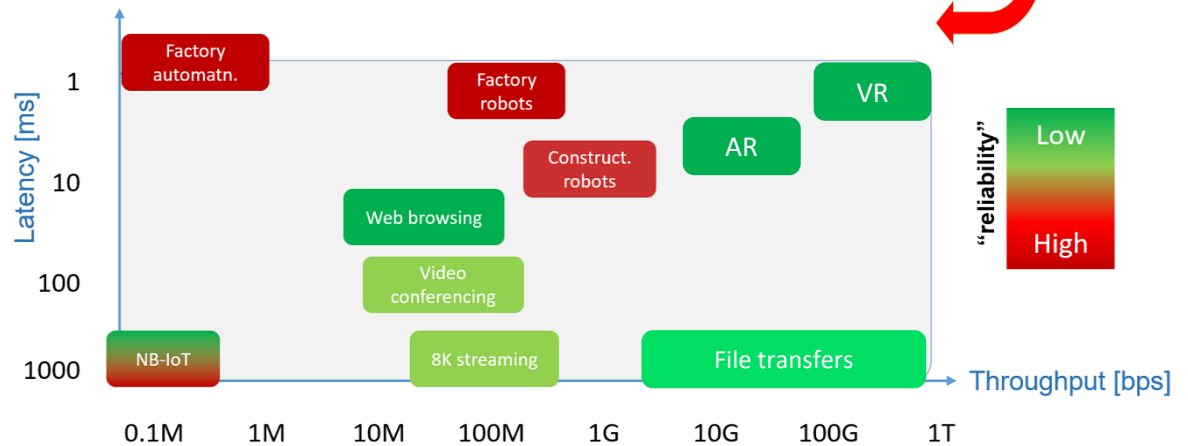 Factory
automatn.
Factory
robots
VR
AR
Construct.
robots
Web browsing
Video
conferencing
NB-IoT
8K streaming
File transfers
Latency [ms]
1
10
100
1000
Throughput [bps]
0.1M
1M
10M
100M
1G
10G
100G
1T
“reliability”
Low
High